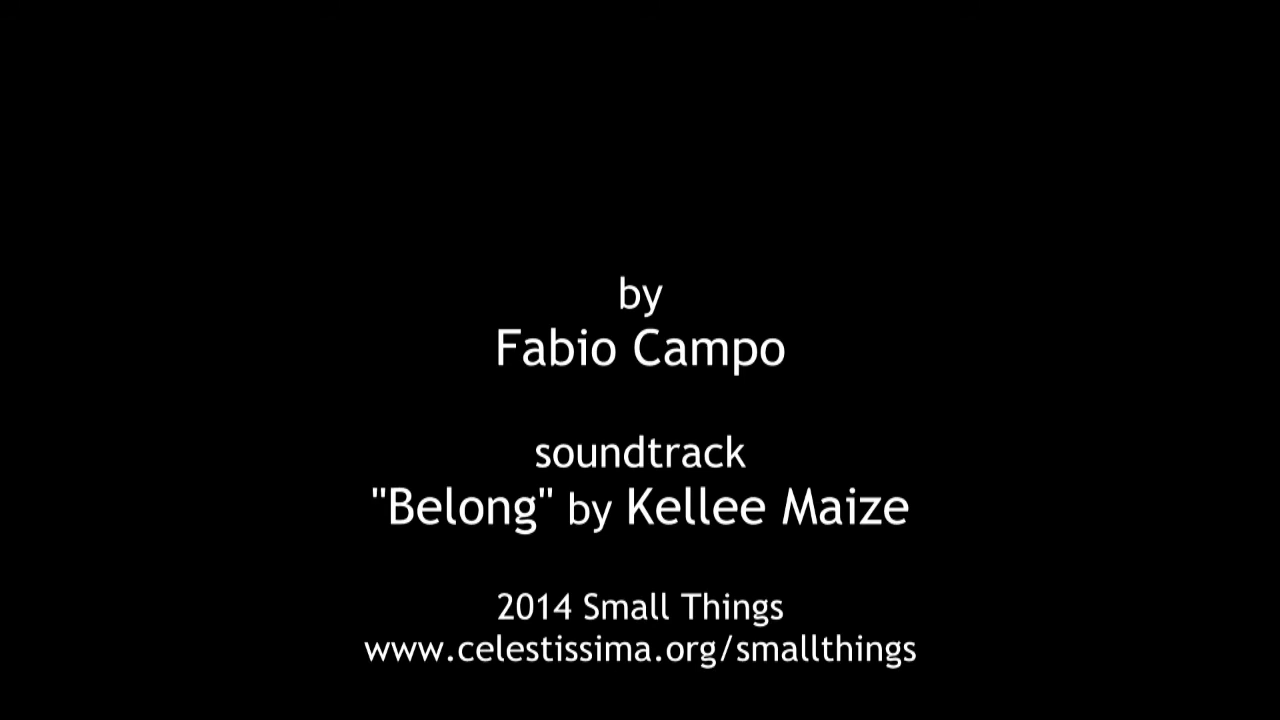 by
Fabio Campo
soundtrack
"Belong" by Kellee Maize
2014 Small Things
www.celestissima.org/smallthings